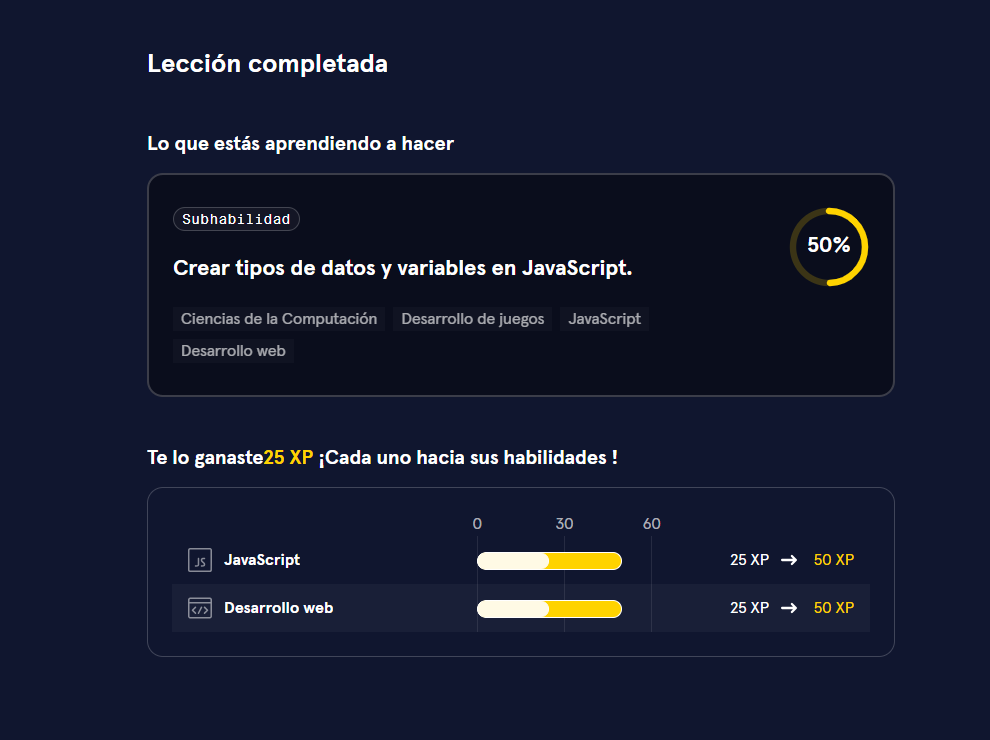 Lección completada
Lo que estás aprendiendo a hacer
Subhabilidad
50%
Crear tipos de datos y variables en JavaScript.
Ciencias de la Computación Desarrollo de juegos JavaScript
Desarrollo web
Te lo ganaste25 XP ¡Cada uno hacia sus habilidades !
0 30 60
JS JavaScript 25 XP → 50 XP
</> Desarrollo web 25 XP → 50 XP